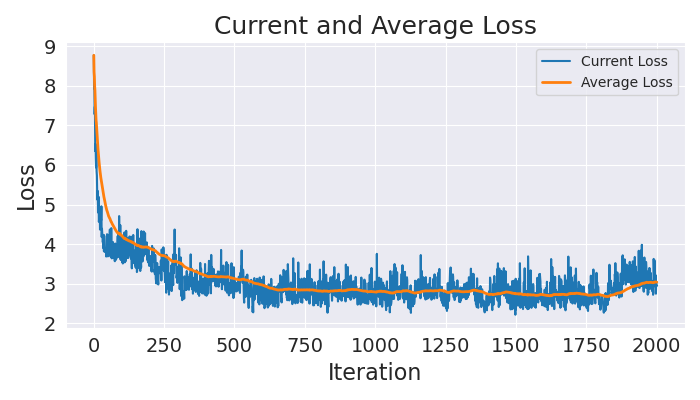 Current and Average Loss
Current Loss
Average Loss
Loss
9
8
7
6
5
4
3
2
0 250 500 750 1000 1250 1500 1750 2000
Iteration